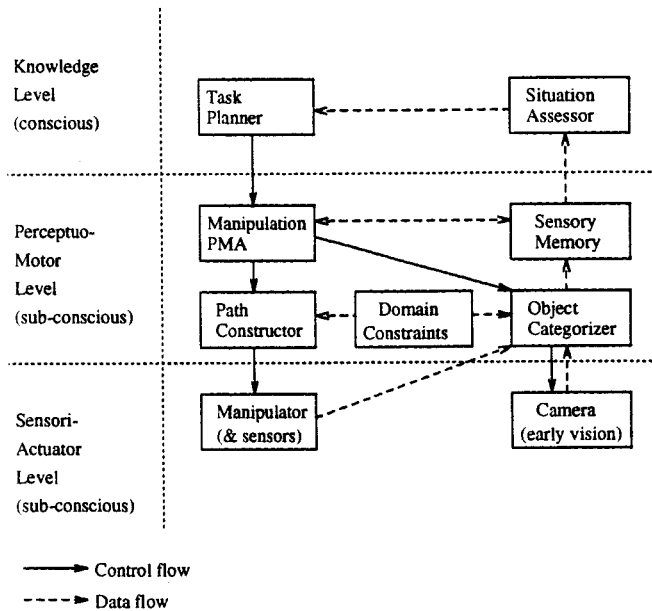 Knowledge
Level
(conscious)
Task
Planner
Situation
Assessor
Perceptuo-
Motor
Level
(sub-conscious)
Manipulation
PMA
Sensory
Memory
Path
Constructor
Domain
Constraints
Object
Categorizer
Sensori-
Actuator
Level
(sub-conscious)
Manipulator
(& sensors)
Camera
(early vision)
Control flow
Data flow